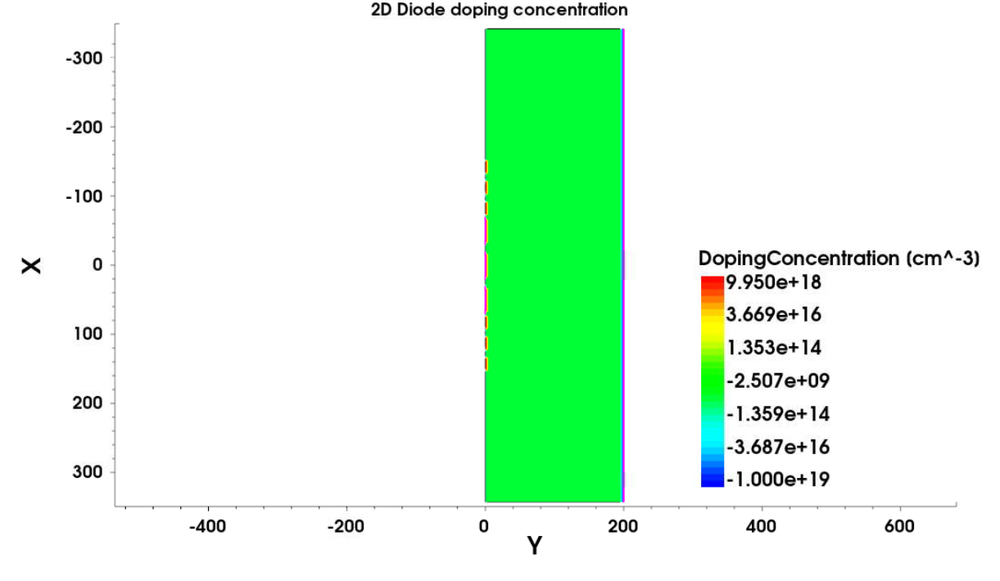 2D Diode doping concentration
-300
-200
-100
0
100
200
300
X
-400
-200
0
200
400
600
Y
DopingConcentration (cm^-3)
9.950e+18
3.669e+16
1.353e+14
-2.507e+09
-1.359e+14
-3.687e+16
-1.000e+19